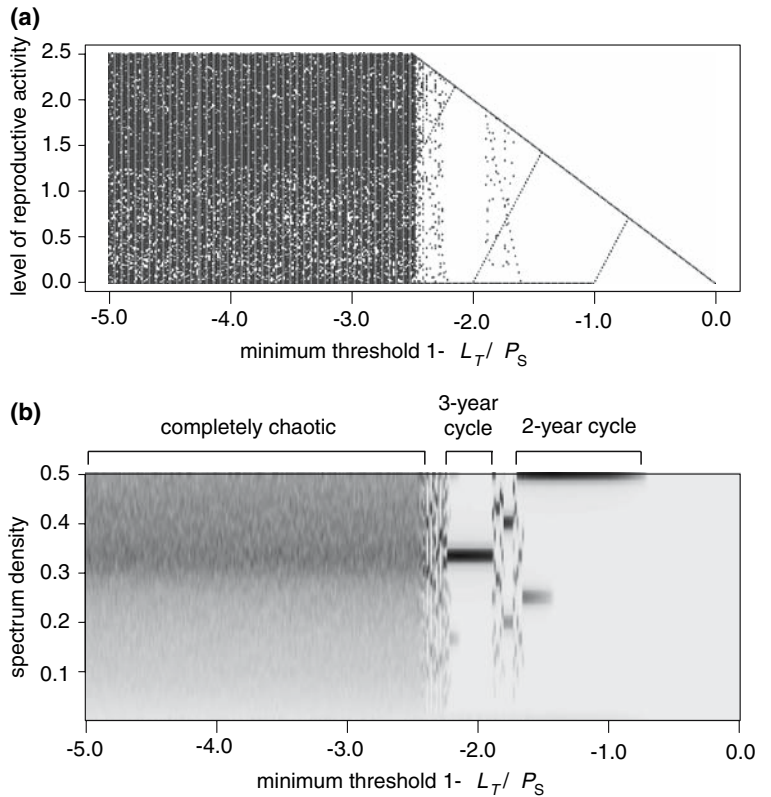 (a)
level of reproductive activity
2.5
2.0
1.5
1.0
0.5
0.0
-5.0 -4.0 -3.0 -2.0 -1.0 0.0
minimum threshold 1- L_T/ P_S
(b)
completely chaotic
3-year
cycle
2-year cycle
spectrum density
0.5
0.4
0.3
0.2
0.1
-5.0 -4.0 -3.0 -2.0 -1.0 0.0
minimum threshold 1- L_T/ P_S